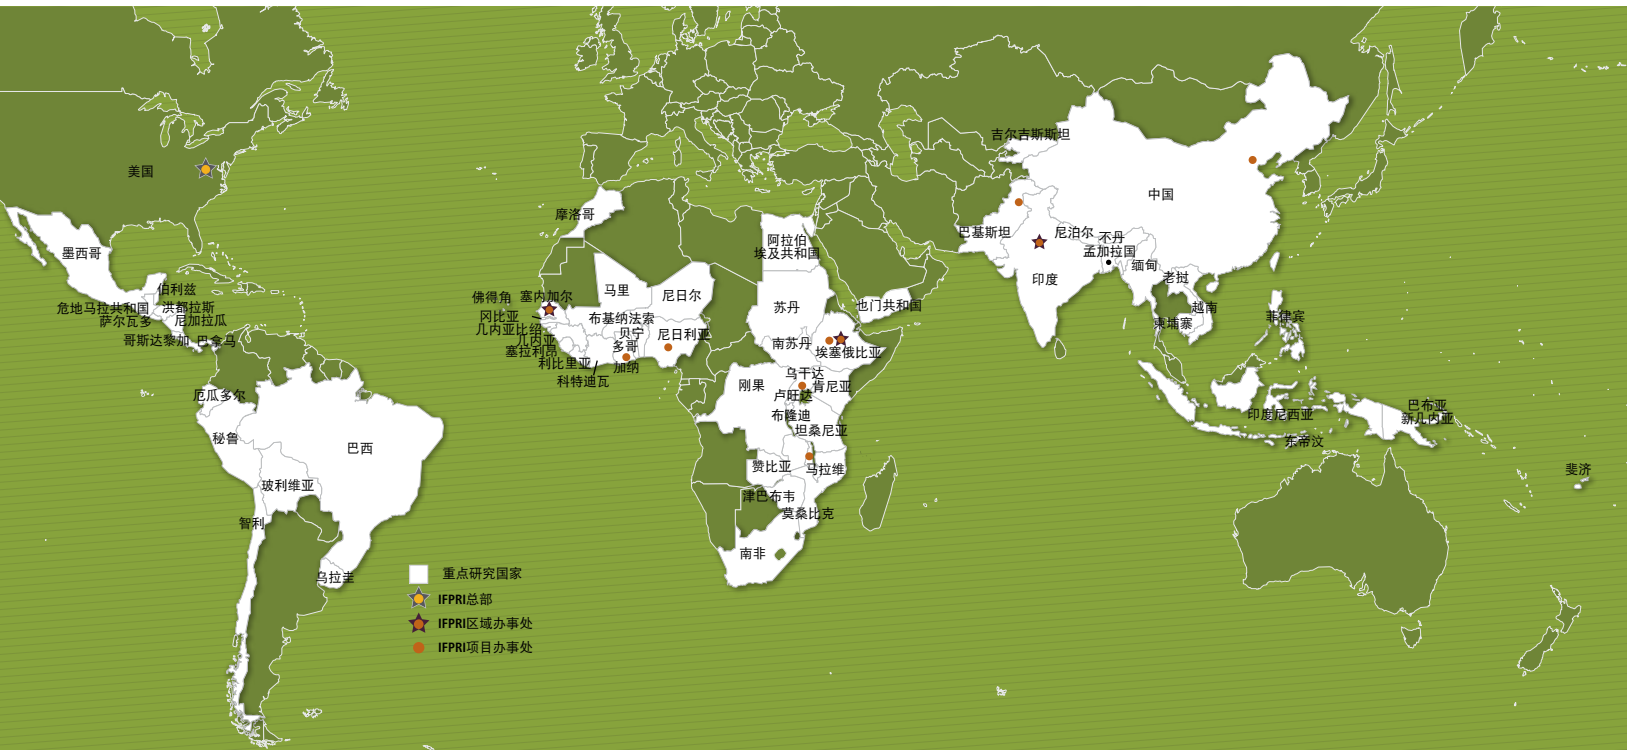 美国
墨西哥
伯利兹
危地马拉共和国
洪都拉斯
萨尔瓦多
尼加拉瓜
哥斯达黎加
巴拿马
厄瓜多尔
秘鲁
巴西
玻利维亚
智利
乌拉圭
摩洛哥
阿拉伯
埃及共和国
佛得角
塞内加尔
冈比亚
几内亚比绍
几内亚
塞拉利昂
利比里亚
科特迪瓦
马里
尼日尔
布基纳法索
贝宁
多哥
加纳
尼日利亚
苏丹
南苏丹
埃塞俄比亚
也门共和国
刚果
乌干达
肯尼亚
卢旺达
布隆迪
坦桑尼亚
赞比亚
马拉维
津巴布韦
莫桑比克
南非
吉尔吉斯斯坦
中国
巴基斯坦
尼泊尔
不丹
孟加拉国
印度
缅甸
老挝
越南
柬埔寨
菲律宾
印度尼西亚
东帝汶
巴布亚
新几内亚
斐济
重点研究国家
IFPRI总部
IFPRI区域办事处
IFPRI项目办事处